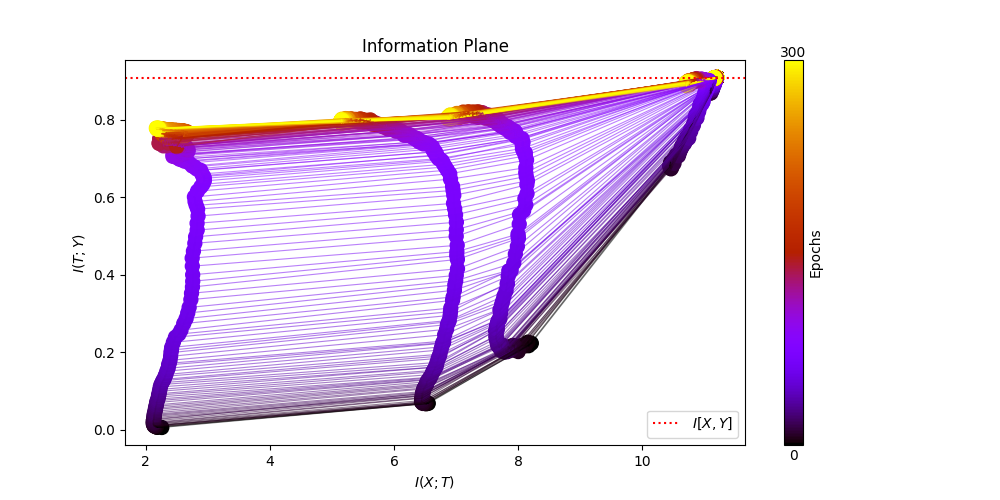 Information Plane
300
0.8
0.6
0.4
0.2
0.0
I(T; Y)
I[X, Y]
2
4
6
8
10
I(X; T)
Epochs
0